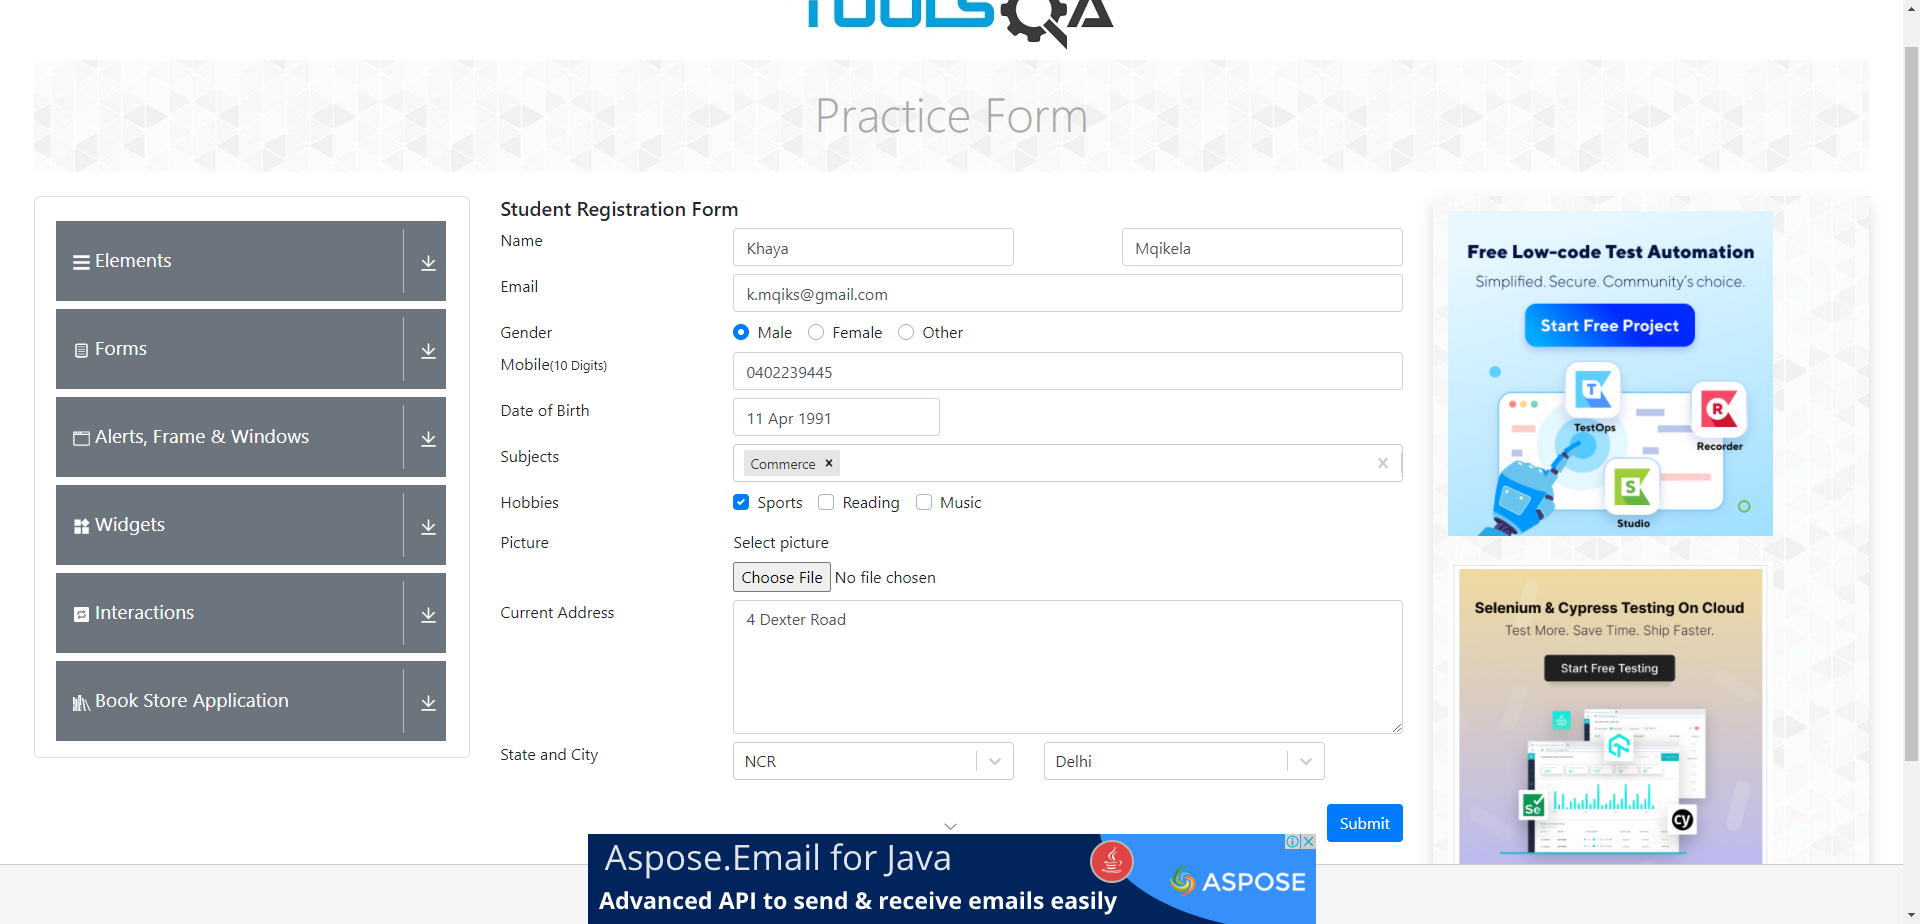 TOOLSQA
Practice Form
Elements
Forms
Alerts, Frame & Windows
Widgets
Interactions
Book Store Application
Student Registration Form
Name
Khaya
Mqikela
Email
k.mqiks@gmail.com
Gender
Male Female Other
Mobile(10 Digits)
0402239445
Date of Birth
11 Apr 1991
Subjects
Commerce ×
×
Hobbies
Sports Reading Music
Picture
Select picture
Choose File No file chosen
Current Address
4 Dexter Road
State and City
NCR
Delhi
Submit
Free Low-code Test Automation
Simplified. Secure. Community's choice.
Start Free Project
T
TestOps
R
Recorder
S
Studio
Selenium & Cypress Testing On Cloud
Test More. Save Time. Ship Faster.
Start Free Testing
Se
cy
Aspose.Email for Java
Advanced API to send & receive emails easily
ASPOSE